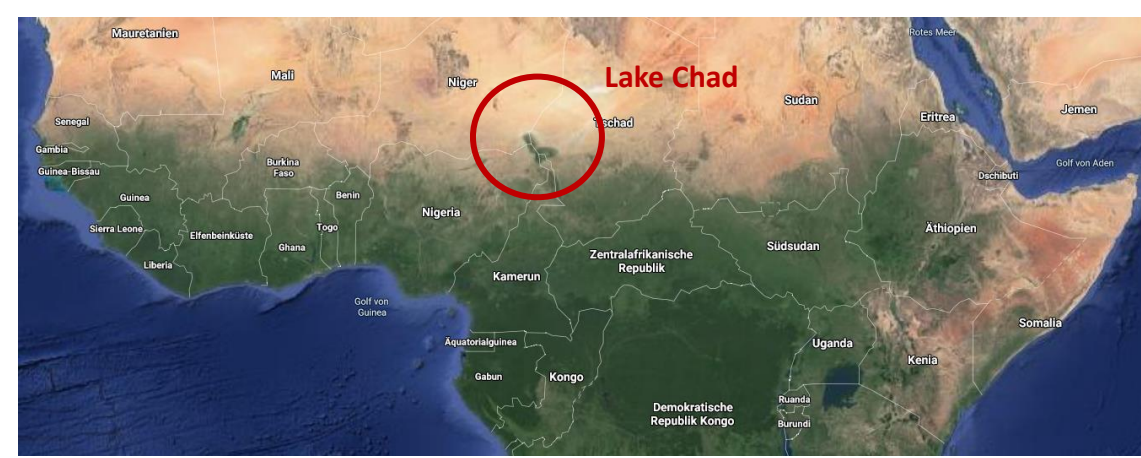 Mauretanien
Rotes Meer
Mali
Niger
Lake Chad
Sudan
Jemen
Eritrea
Senegal
Tschad
Gambia
Burkina
Faso
Golf von Aden
Guinea-Bissau
Dschibuti
Guinea
Benin
Nigeria
Sierra Leone
Elfenbeinküste
Togo
Ghana
Äthiopien
Südsudan
Zentralafrikanische
Republik
Liberia
Kamerun
Golf von
Guinea
Somalia
Äquatorialguinea
Uganda
Kenia
Gabun
Kongo
Ruanda
Demokratische
Republik Kongo
Burundi